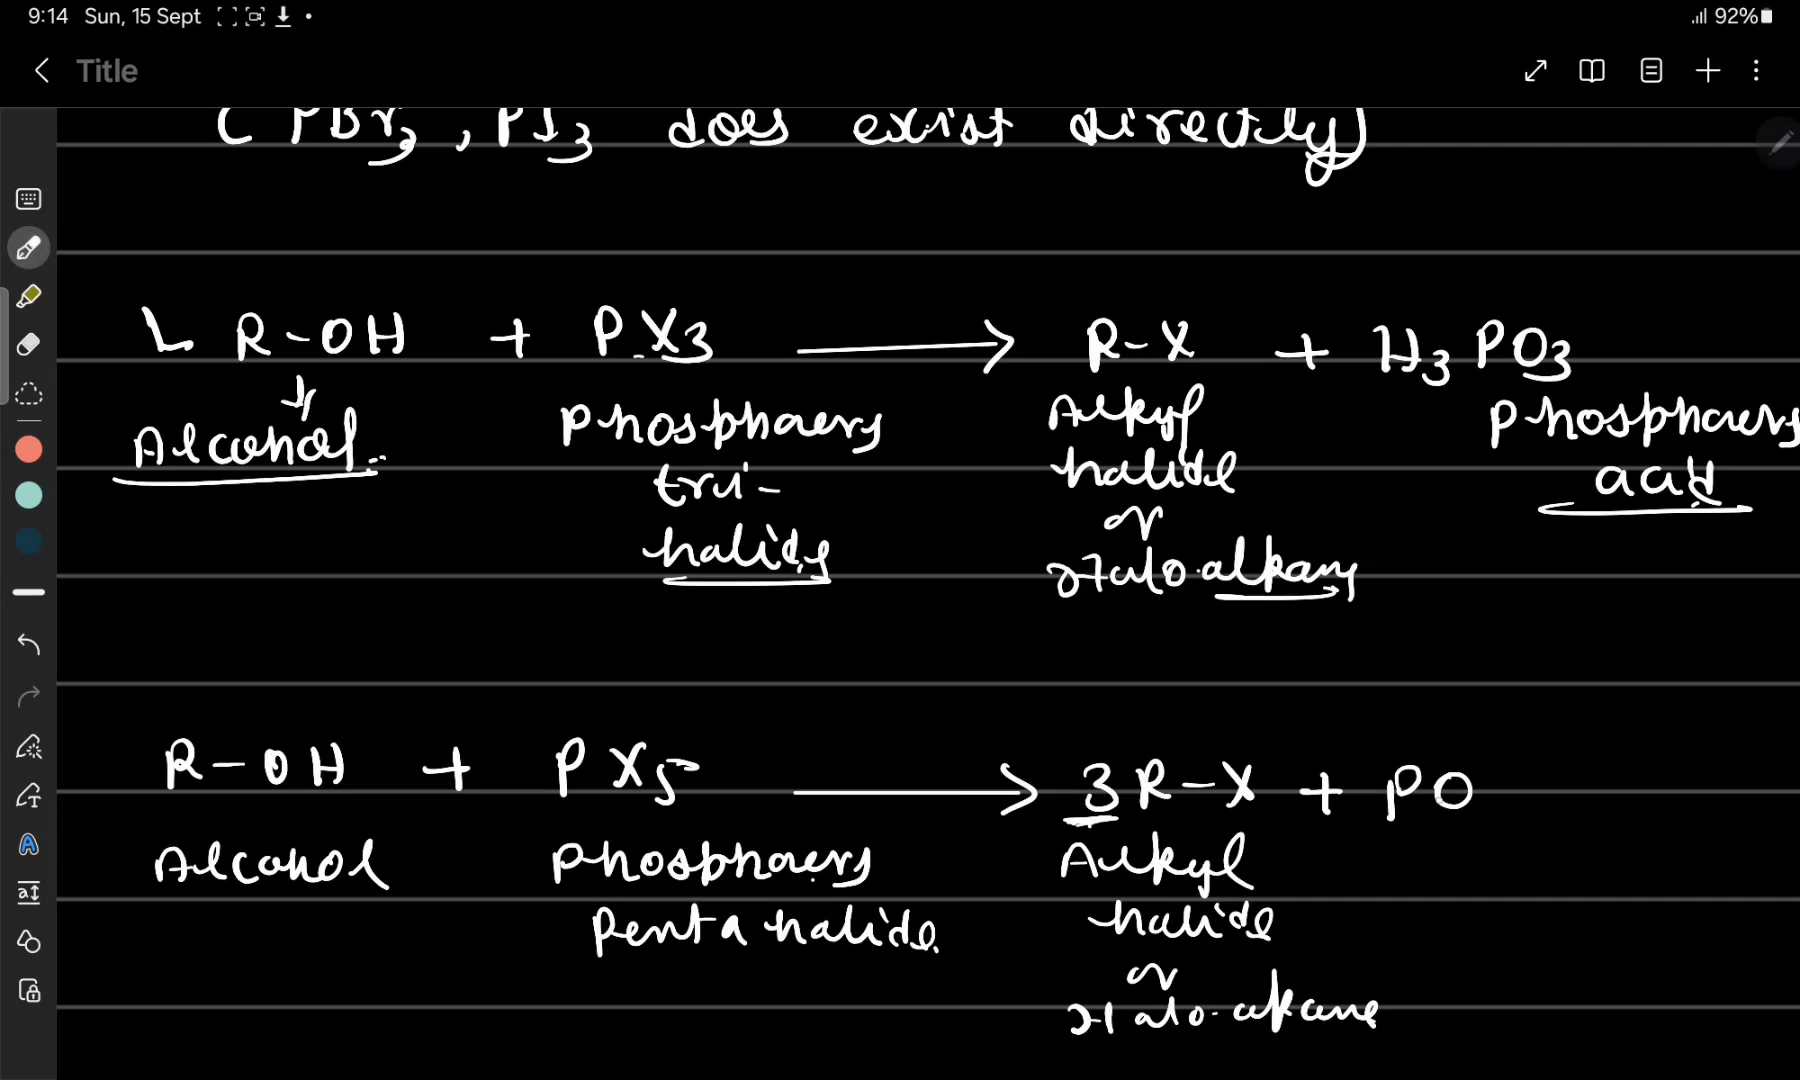 9:14 Sun, 15 Sept 92%
Title
( PBr3 , PI3 does exist directly)
R-OH + PX3 → R-X + H3PO3
Alcohol
Phosphorus
tri-
halide
Alkyl
halide
or
Halo alkane
Phosphorus
acid
R-OH + PX5 → 3R-X + PO
Alcohol
Phosphorus
Penta halide
Alkyl
halide
or
Halo-alkane